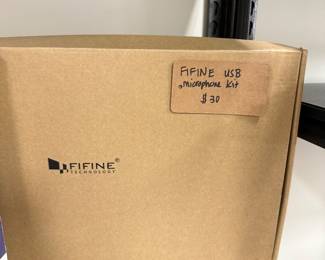 FIFINE USB
microphone kit
$30
FIFINE®
TECHNOLOGY